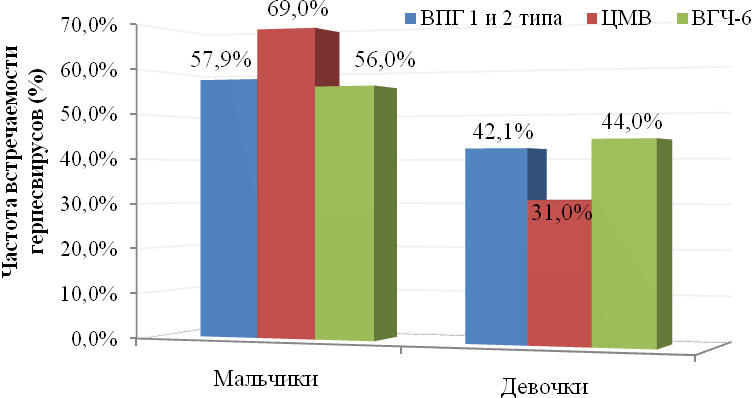 ВПГ 1 и 2 типа ЦМВ ВГЧ-6
Частота встречаемости
герпесвирусов (%)
70,0%
60,0%
50,0%
40,0%
30,0%
20,0%
10,0%
0,0%
57,9%
69,0%
56,0%
42,1%
31,0%
44,0%
Мальчики
Девочки